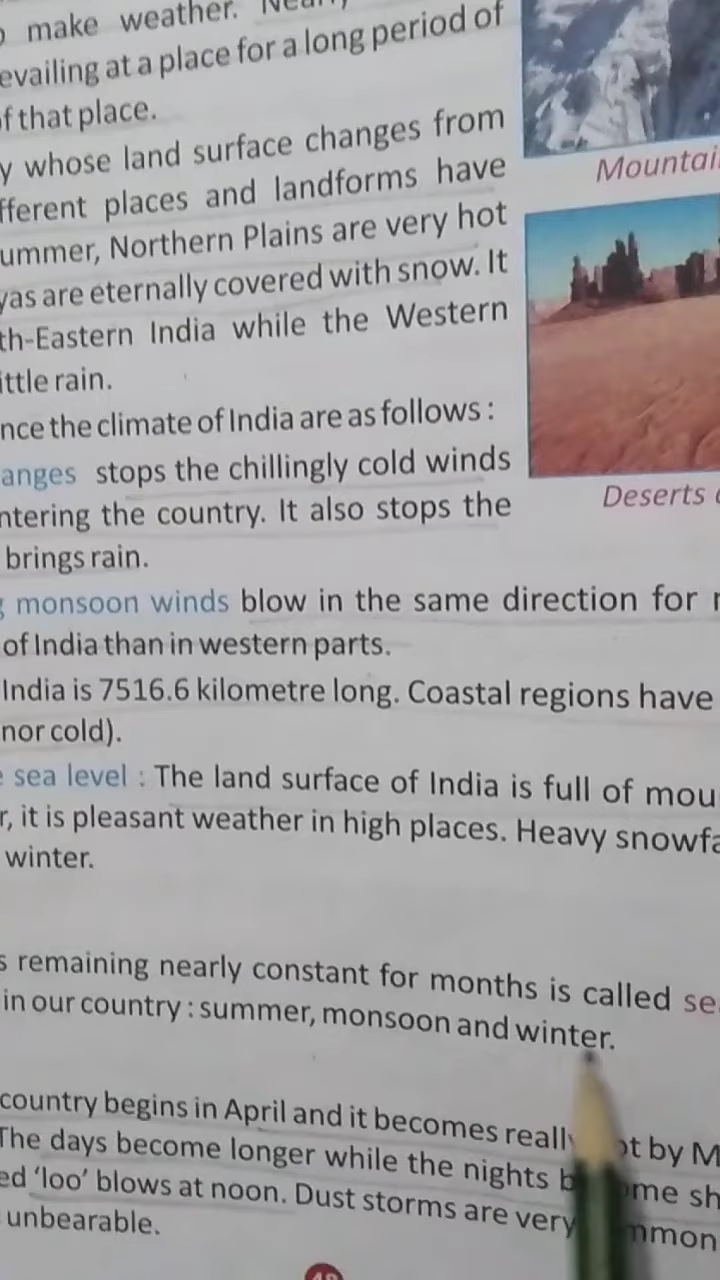 make weather.
evailing at a place for a long period of
of that place.
y whose land surface changes from
fferent places and landforms have
ummer, Northern Plains are very hot
yas are eternally covered with snow. It
th-Eastern India while the Western
ittle rain.
nce the climate of India are as follows :
anges stops the chillingly cold winds
ntering the country. It also stops the
brings rain.
g monsoon winds blow in the same direction for
of India than in western parts.
India is 7516.6 kilometre long. Coastal regions have
nor cold).
e sea level : The land surface of India is full of mou
r, it is pleasant weather in high places. Heavy snowfa
winter.
s remaining nearly constant for months is called se
in our country : summer, monsoon and winter.
country begins in April and it becomes really ot by M
The days become longer while the nights b me sh
ed 'loo' blows at noon. Dust storms are very mmon
unbearable.
Mountai
Deserts